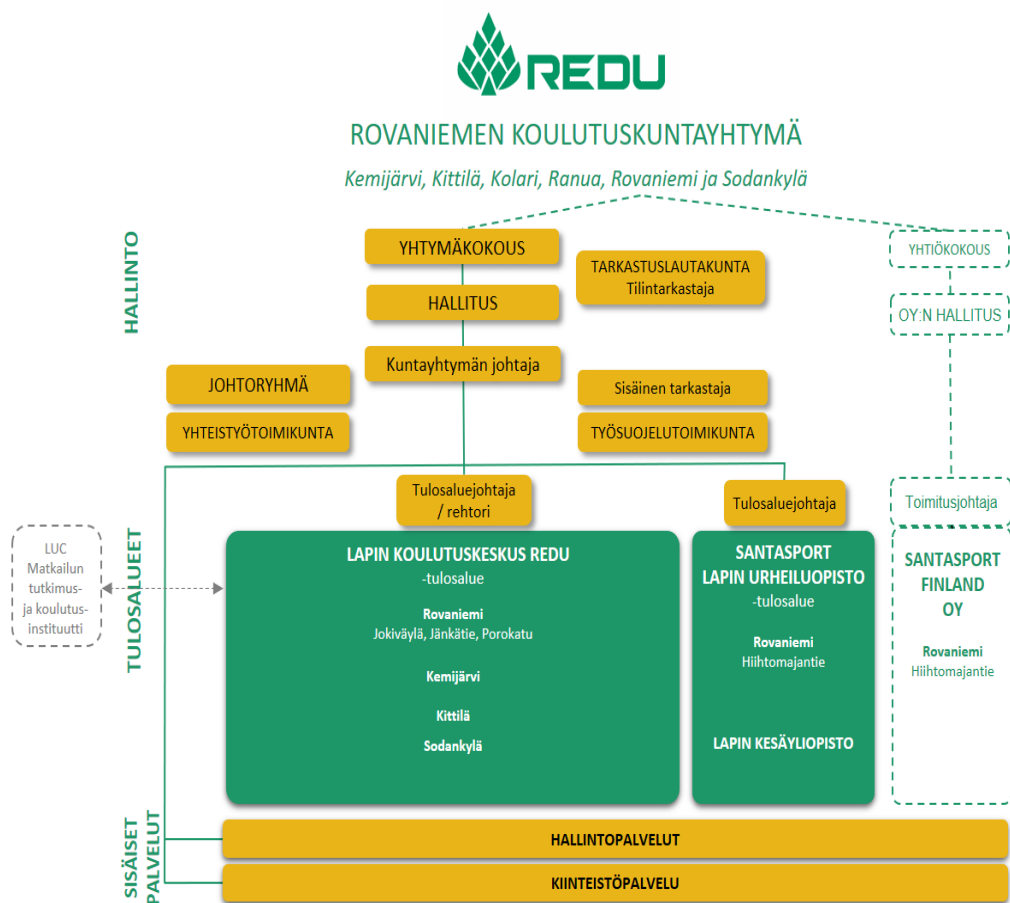 REDU
ROVANIEMEN KOULUTUSKUNTAYHTYMÄ
Kemijärvi, Kittilä, Kolari, Ranua, Rovaniemi ja Sodankylä
HALLINTO
YHTYMÄKOKOUS
TARKASTUSLAUTAKUNTA
Tilintarkastaja
YHTIÖKOKOUS
HALLITUS
OY:N HALLITUS
Kuntayhtymän johtaja
JOHTORYHMÄ
Sisäinen tarkastaja
YHTEISTYÖTOIMIKUNTA
TYÖSUOJELUTOIMIKUNTA
TULOSALUEET
Tulosaluejohtaja
/ rehtori
Tulosaluejohtaja
Toimitusjohtaja
LUC
Matkailun
tutkimus-
ja koulutus-
instituutti
LAPIN KOULUTUSKESKUS REDU
-tulosalue
Rovaniemi
Jokiväylä, Jänkätie, Porokatu
Kemijärvi
Kittilä
Sodankylä
SANTASPORT
LAPIN URHEILUOPISTO
-tulosalue
Rovaniemi
Hiihtomajantie
LAPIN KESÄYLIOPISTO
SANTASPORT
FINLAND
OY
Rovaniemi
Hiihtomajantie
SISÄISET
PALVELUT
HALLINTOPALVELUT
KIINTEISTÖPALVELU